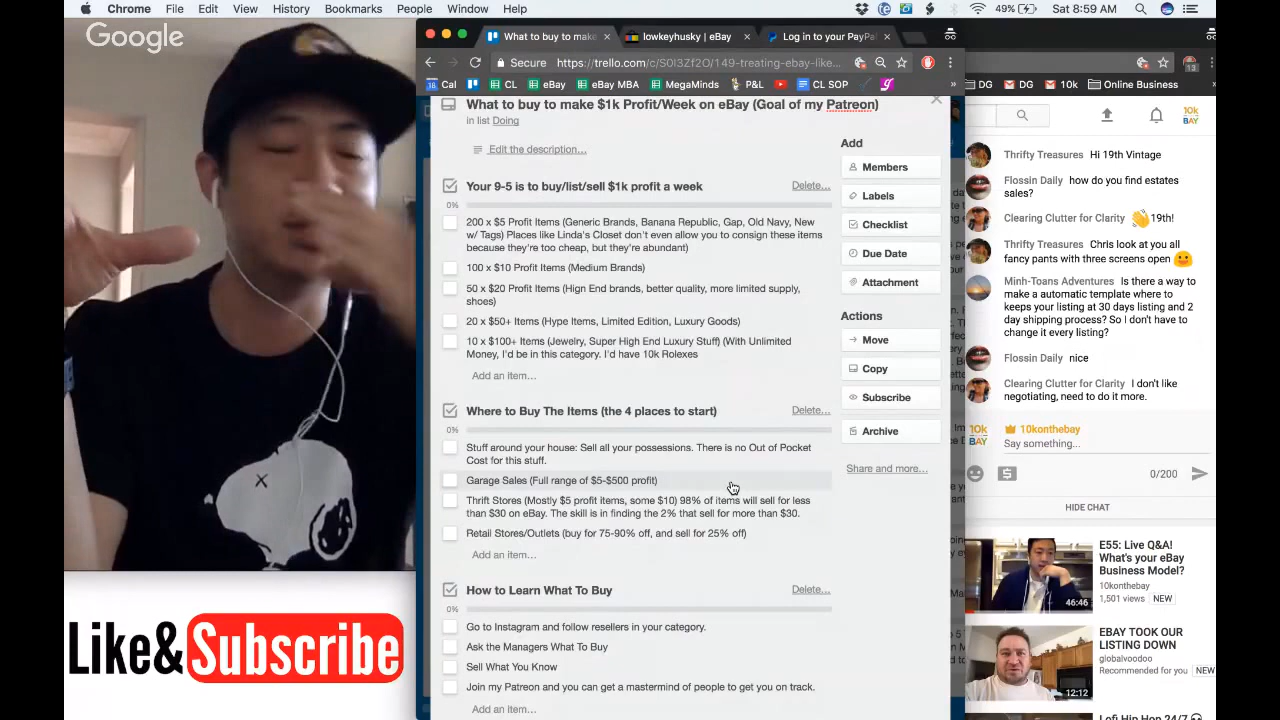 Chrome File Edit View History Bookmarks People Window Help
49% Sat 8:59 AM
Google
What to buy to make
lowkeyhusky | eBay
Log in to your PayPal
Secure https://trello.com/c/S0I3Zf2O/149-treating-ebay-like...
Cal CL eBay eBay MBA MegaMinds P&L CL SOP »
DG DG 10k Online Business
What to buy to make $1k Profit/Week on eBay (Goal of my Patreon)
in list Doing
Edit the description…
Your 9-5 is to buy/list/sell $1k profit a week
Delete…
0%
200 x $5 Profit Items (Generic Brands, Banana Republic, Gap, Old Navy, New
w/ Tags) Places like Linda's Closet don't even allow you to consign these items
because they're too cheap, but they're abundant)
100 x $10 Profit Items (Medium Brands)
50 x $20 Profit Items (Hign End brands, better quality, more limited supply,
shoes)
20 x $50+ Items (Hype Items, Limited Edition, Luxury Goods)
10 x $100+ Items (Jewelry, Super High End Luxury Stuff) (With Unlimited
Money, I'd be in this category. I'd have 10k Rolexes
Add an item…
Where to Buy The Items (the 4 places to start)
Delete…
0%
Stuff around your house: Sell all your possessions. There is no Out of Pocket
Cost for this stuff.
Garage Sales (Full range of $5-$500 profit)
Thrift Stores (Mostly $5 profit items, some $10) 98% of items will sell for less
than $30 on eBay. The skill is in finding the 2% that sell for more than $30.
Retail Stores/Outlets (buy for 75-90% off, and sell for 25% off)
Add an item…
How to Learn What To Buy
Delete…
0%
Go to Instagram and follow resellers in your category.
Ask the Managers What To Buy
Sell What You Know
Join my Patreon and you can get a mastermind of people to get you on track.
Add an item…
Add
Members
Labels
Checklist
Due Date
Attachment
Actions
Move
Copy
Subscribe
Archive
Share and more…
13
10k
BAY
Thrifty Treasures Hi 19th Vintage
Flossin Daily how do you find estates
sales?
Clearing Clutter for Clarity 19th!
Thrifty Treasures Chris look at you all
fancy pants with three screens open
Minh-Toans Adventures Is there a way to
make a automatic template where to
keeps your listing at 30 days listing and 2
day shipping process? So I don't have to
change it every listing?
Flossin Daily nice
Clearing Clutter for Clarity I don't like
negotiating, need to do it more.
10k
BAY
10konthebay
Say something...
0/200
HIDE CHAT
E55: Live Q&A!
What's your eBay
Business Model?
10konthebay
1,501 views NEW
46:46
EBAY TOOK OUR
LISTING DOWN
globalvoodoo
Recommended for you NEW
12:12
Lofi Hip Hop 24/7
Like&Subscribe